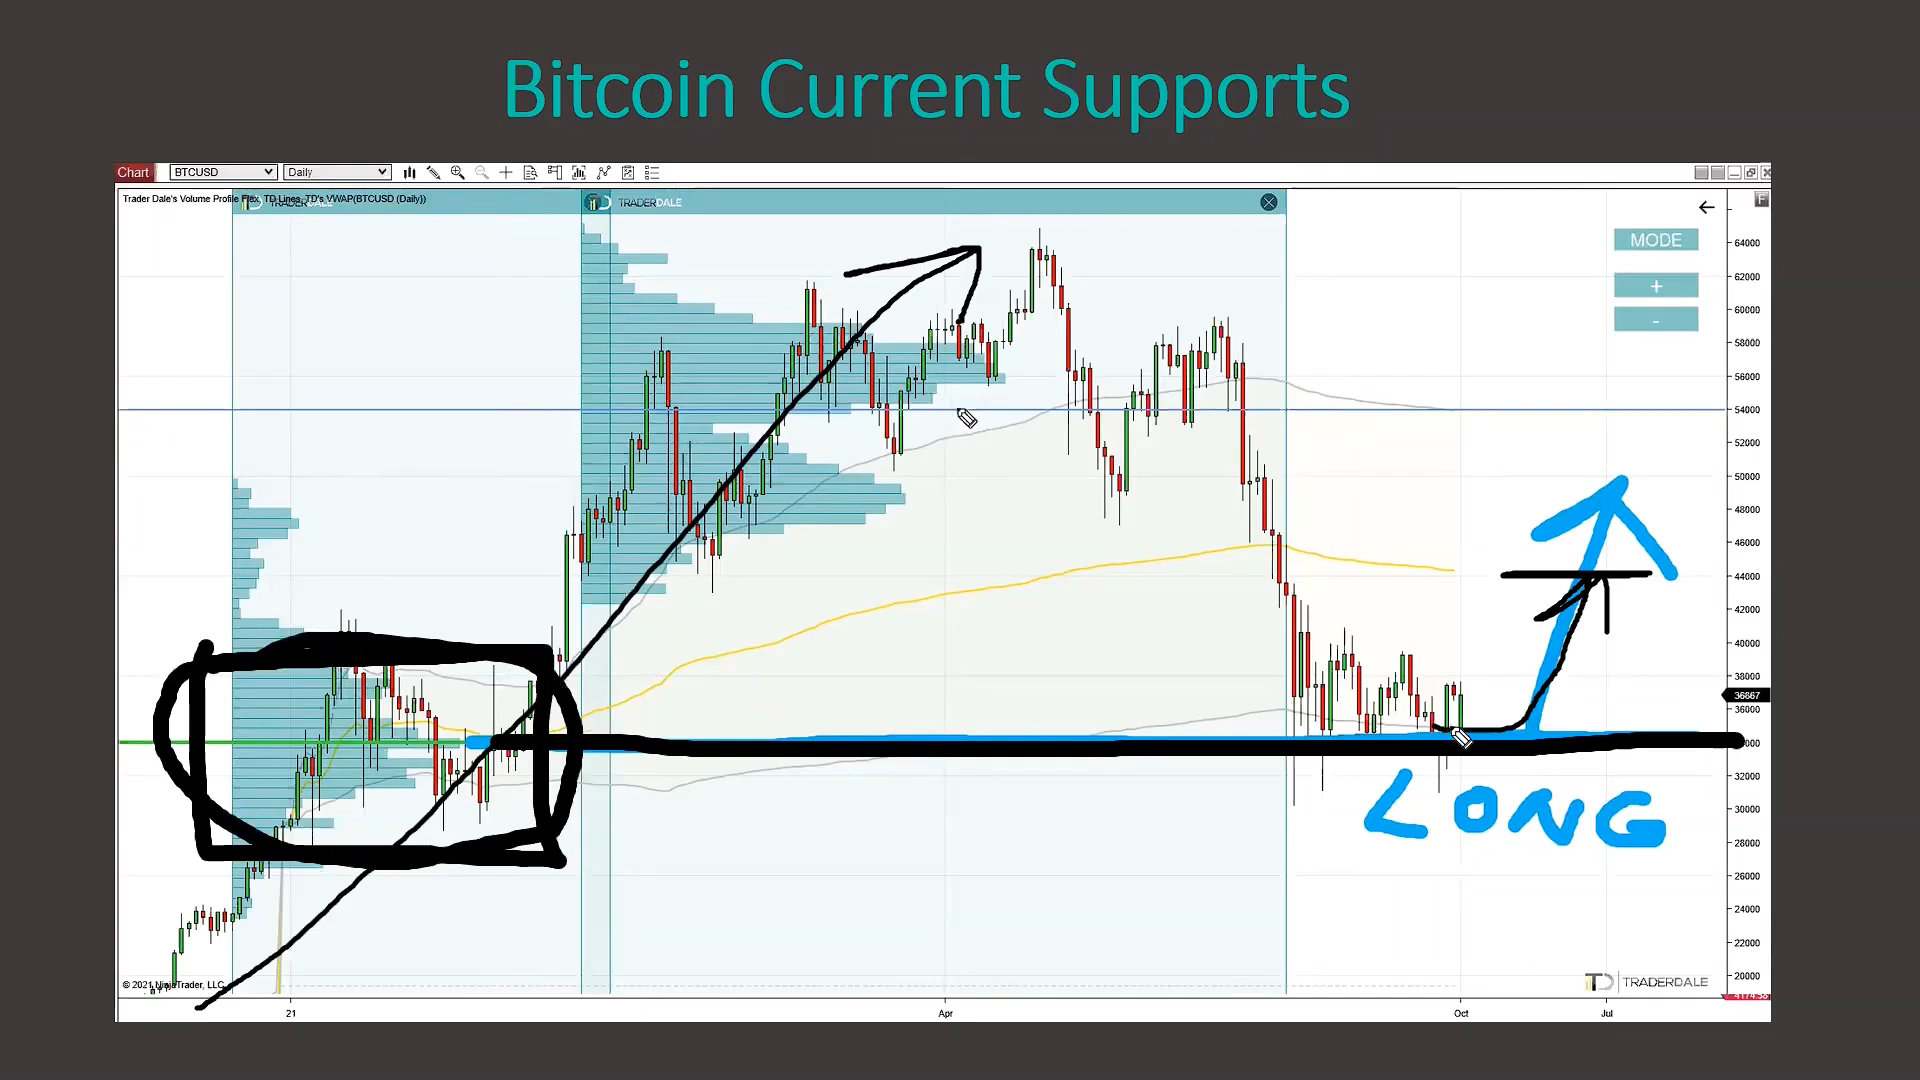 Bitcoin Current Supports
Chart BTCUSD Daily
Trader Dale's Volume Profile Flex, TD Lines, TD's VWAP(BTCUSD (Daily))
TRADERDALE
TRADERDALE
F
MODE
+
-
64000
62000
60000
58000
56000
54000
52000
50000
48000
46000
44000
42000
40000
38000
36667
36000
32000
30000
28000
26000
24000
22000
20000
LONG
© 2021 NinjaTrader, LLC
TD TRADERDALE
21 Apr Oct Jul